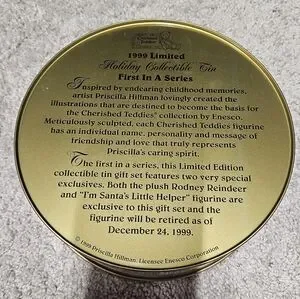 Cherished
Teddies
1999 Limited
Holiday Collectible Tin
First In A Series
Inspired by endearing childhood memories,
artist Priscilla Hillman lovingly created the
illustrations that are destined to become the basis for
the Cherished Teddies® collection by Enesco.
Meticulously sculpted, each Cherished Teddies figurine
has an individual name, personality and message of
friendship and love that truly represents
Priscilla's caring spirit.
The first in a series, this Limited Edition
collectible tin gift set features two very special
exclusives. Both the plush Rodney Reindeer
and "I'm Santa's Little Helper" figurine are
exclusive to this gift set and the
figurine will be retired as of
December 24, 1999.
© 1999 Priscilla Hillman. Licensee Enesco Corporation